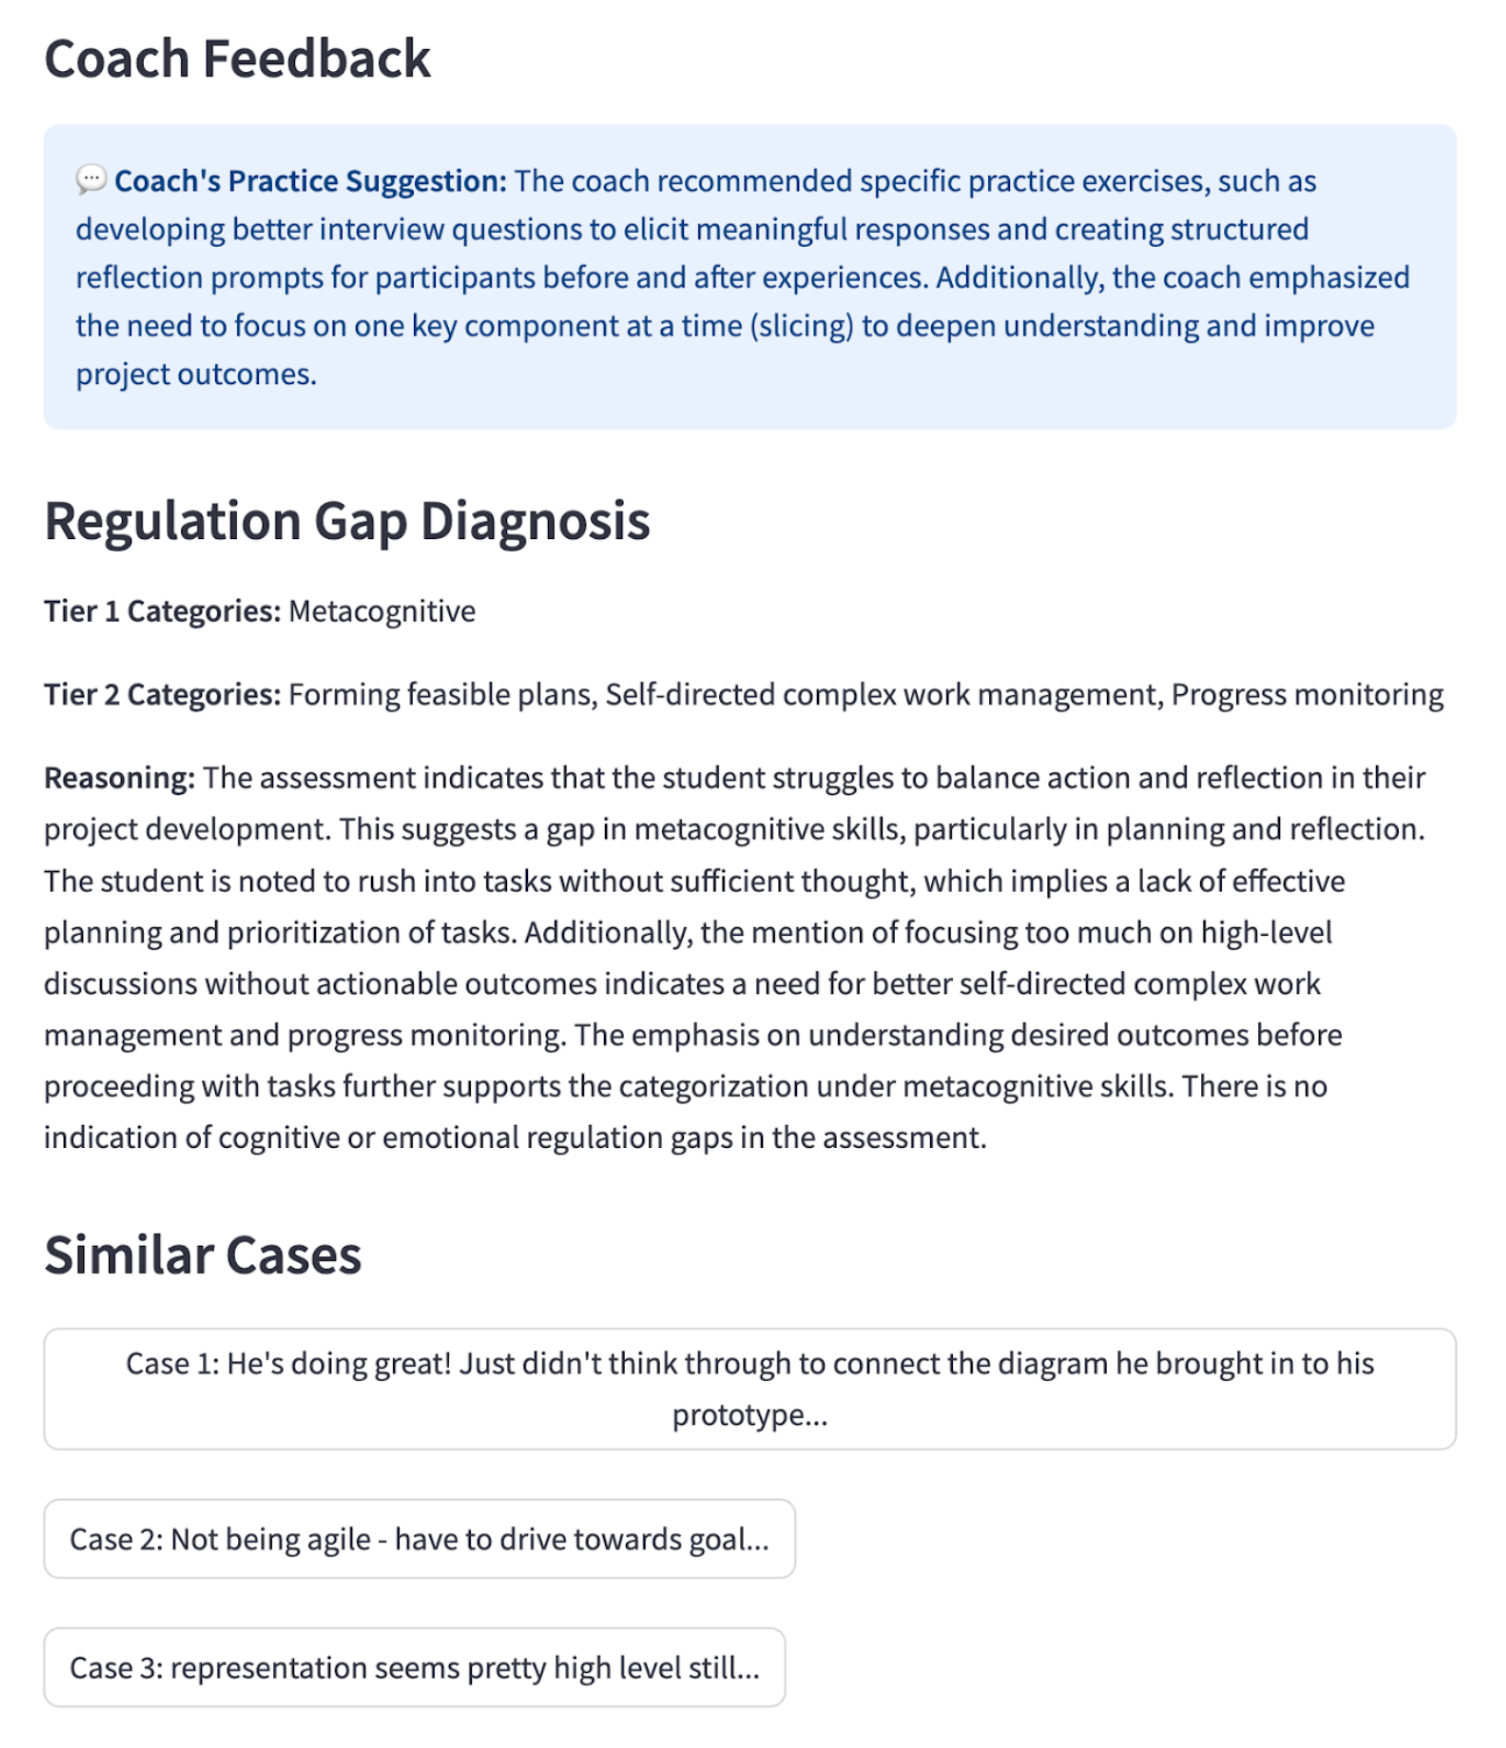 Coach Feedback
💬 Coach's Practice Suggestion: The coach recommended specific practice exercises, such as
developing better interview questions to elicit meaningful responses and creating structured
reflection prompts for participants before and after experiences. Additionally, the coach emphasized
the need to focus on one key component at a time (slicing) to deepen understanding and improve
project outcomes.
Regulation Gap Diagnosis
Tier 1 Categories: Metacognitive
Tier 2 Categories: Forming feasible plans, Self-directed complex work management, Progress monitoring
Reasoning: The assessment indicates that the student struggles to balance action and reflection in their
project development. This suggests a gap in metacognitive skills, particularly in planning and reflection.
The student is noted to rush into tasks without sufficient thought, which implies a lack of effective
planning and prioritization of tasks. Additionally, the mention of focusing too much on high-level
discussions without actionable outcomes indicates a need for better self-directed complex work
management and progress monitoring. The emphasis on understanding desired outcomes before
proceeding with tasks further supports the categorization under metacognitive skills. There is no
indication of cognitive or emotional regulation gaps in the assessment.
Similar Cases
Case 1: He's doing great! Just didn't think through to connect the diagram he brought in to his
prototype...
Case 2: Not being agile - have to drive towards goal...
Case 3: representation seems pretty high level still...